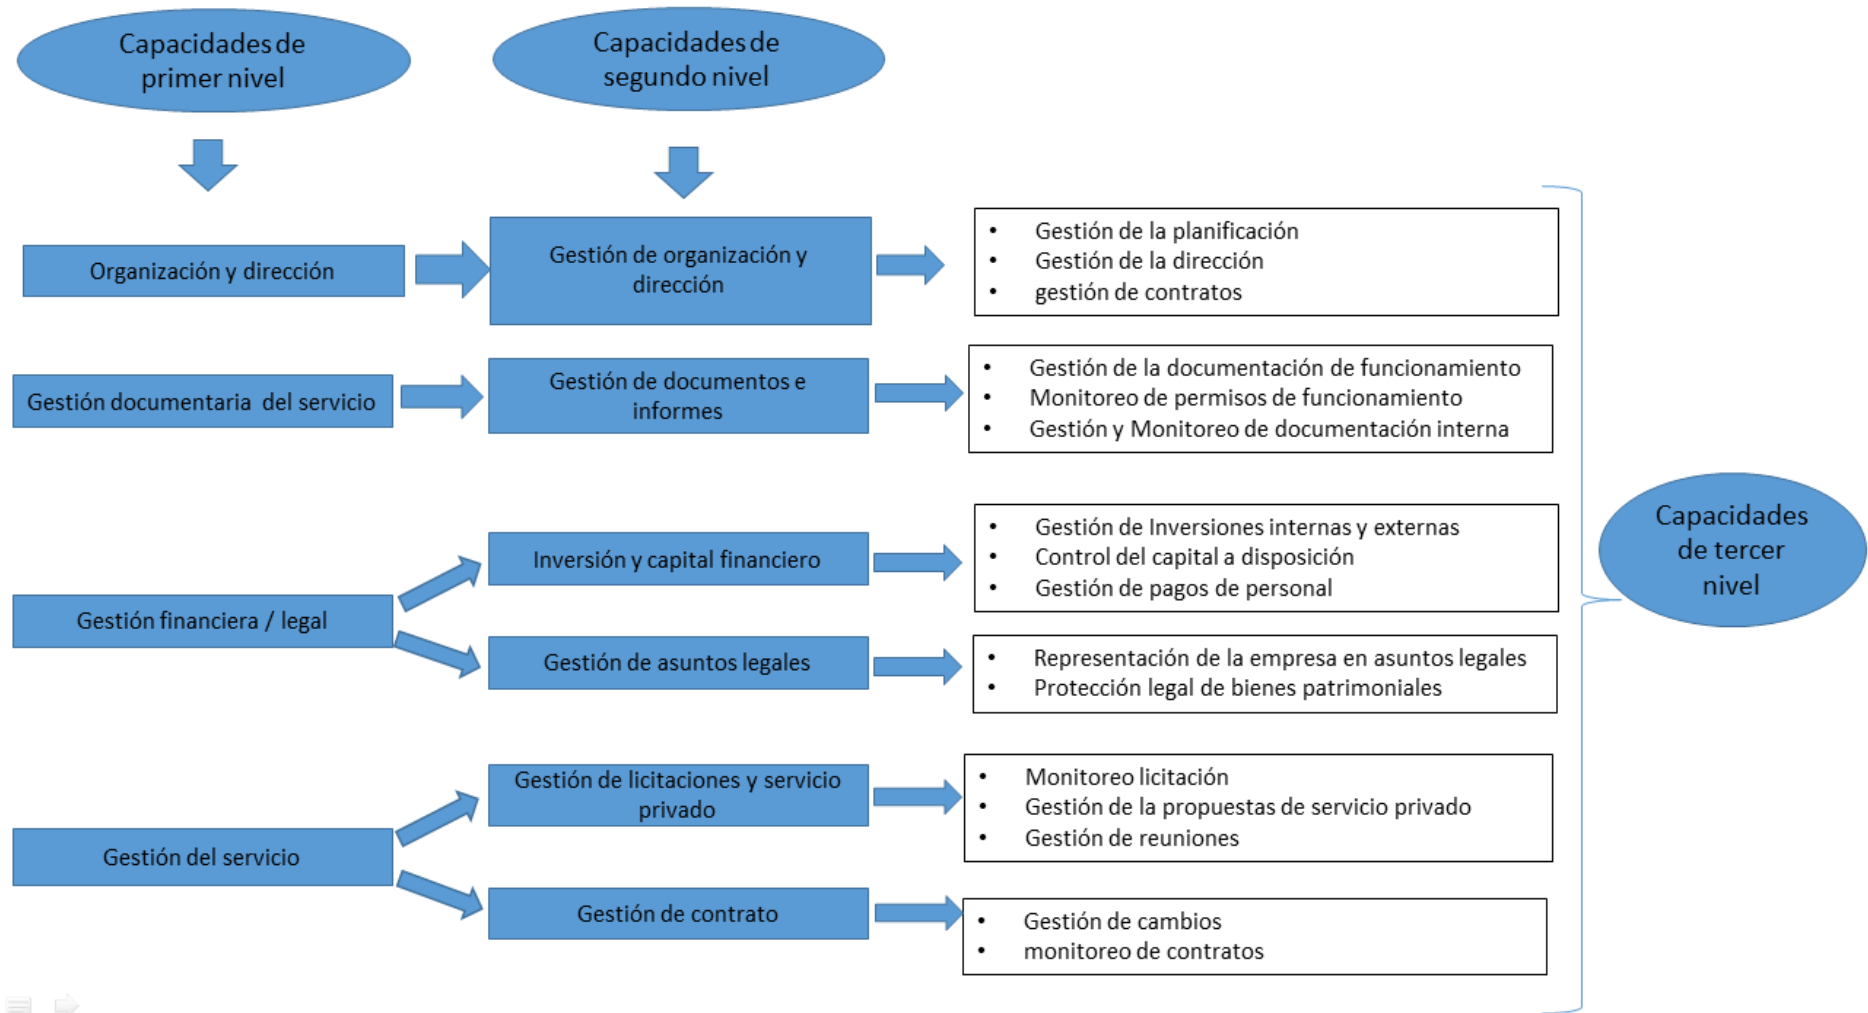 Capacidades de
primer nivel
Capacidades de
segundo nivel
Organización y dirección
Gestión de organización y
dirección
• Gestión de la planificación
• Gestión de la dirección
• gestión de contratos
Gestión documentaria del servicio
Gestión de documentos e
informes
• Gestión de la documentación de funcionamiento
• Monitoreo de permisos de funcionamiento
• Gestión y Monitoreo de documentación interna
Gestión financiera / legal
Inversión y capital financiero
• Gestión de Inversiones internas y externas
• Control del capital a disposición
• Gestión de pagos de personal
Gestión de asuntos legales
• Representación de la empresa en asuntos legales
• Protección legal de bienes patrimoniales
Gestión del servicio
Gestión de licitaciones y servicio
privado
• Monitoreo licitación
• Gestión de la propuestas de servicio privado
• Gestión de reuniones
Gestión de contrato
• Gestión de cambios
• monitoreo de contratos
Capacidades
de tercer
nivel